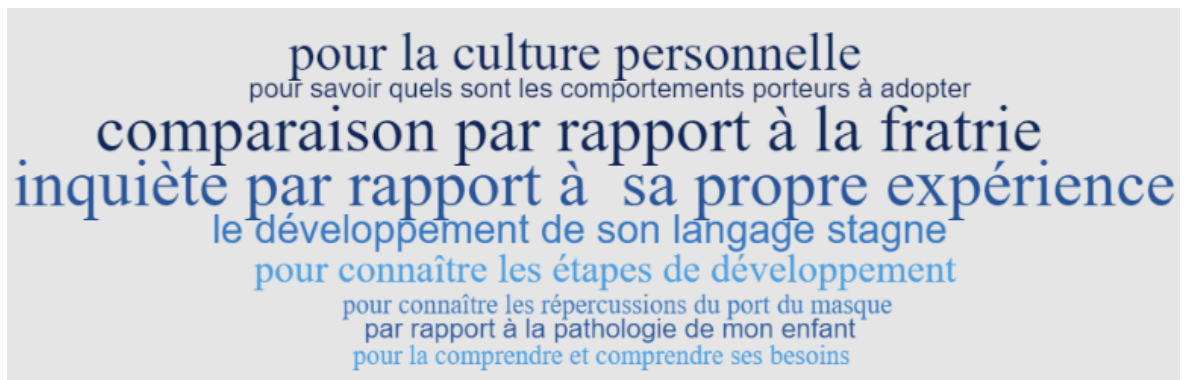 pour la culture personnelle
pour savoir quels sont les comportements porteurs à adopter
comparaison par rapport à la fratrie
inquiète par rapport à sa propre expérience
le développement de son langage stagne
pour connaître les étapes de développement
pour connaître les répercussions du port du masque
par rapport à la pathologie de mon enfant
pour la comprendre et comprendre ses besoins